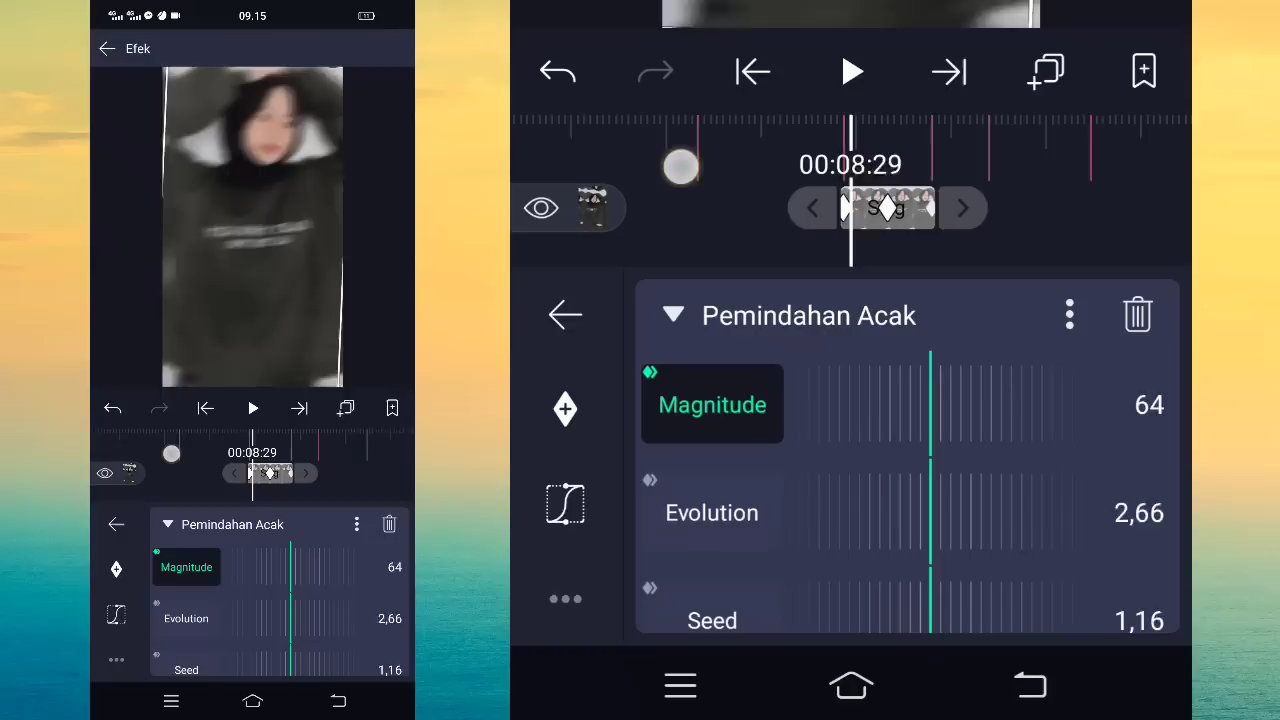 09.15
Efek
00:08:29
Pemindahan Acak
Magnitude
64
Evolution
2,66
Seed
1,16
00:08:29
Pemindahan Acak
Magnitude
64
Evolution
2,66
Seed
1,16